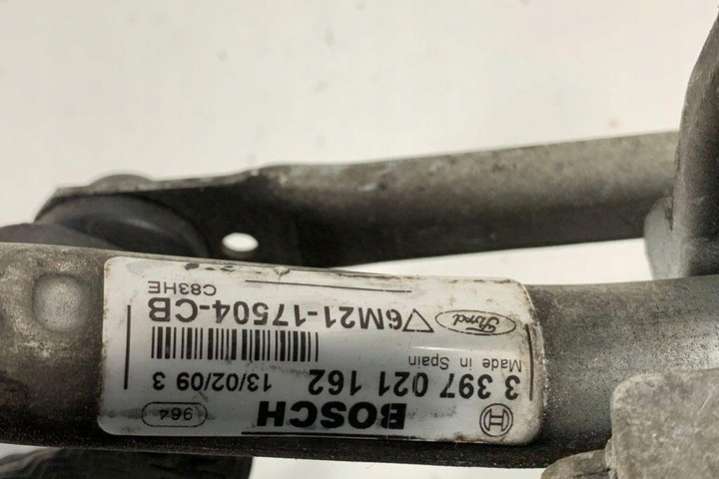 BOSCH 964
3 397 021 162 13/02/09 3
Made in Spain
Ford 6M21-17504-CB
C83HE